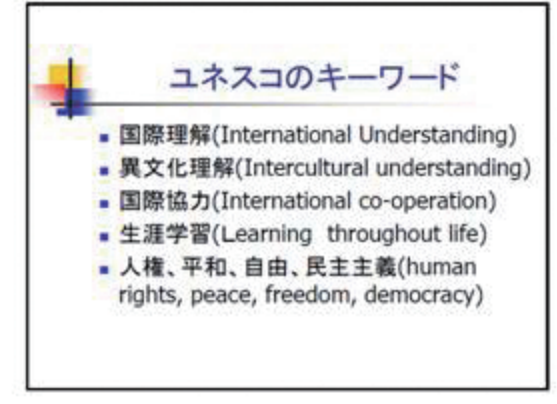 ユネスコのキーワード
国際理解(International Understanding)
異文化理解(Intercultural understanding)
国際協力(International co-operation)
生涯学習(Learning throughout life)
人権、平和、自由、民主主義(human
rights, peace, freedom, democracy)